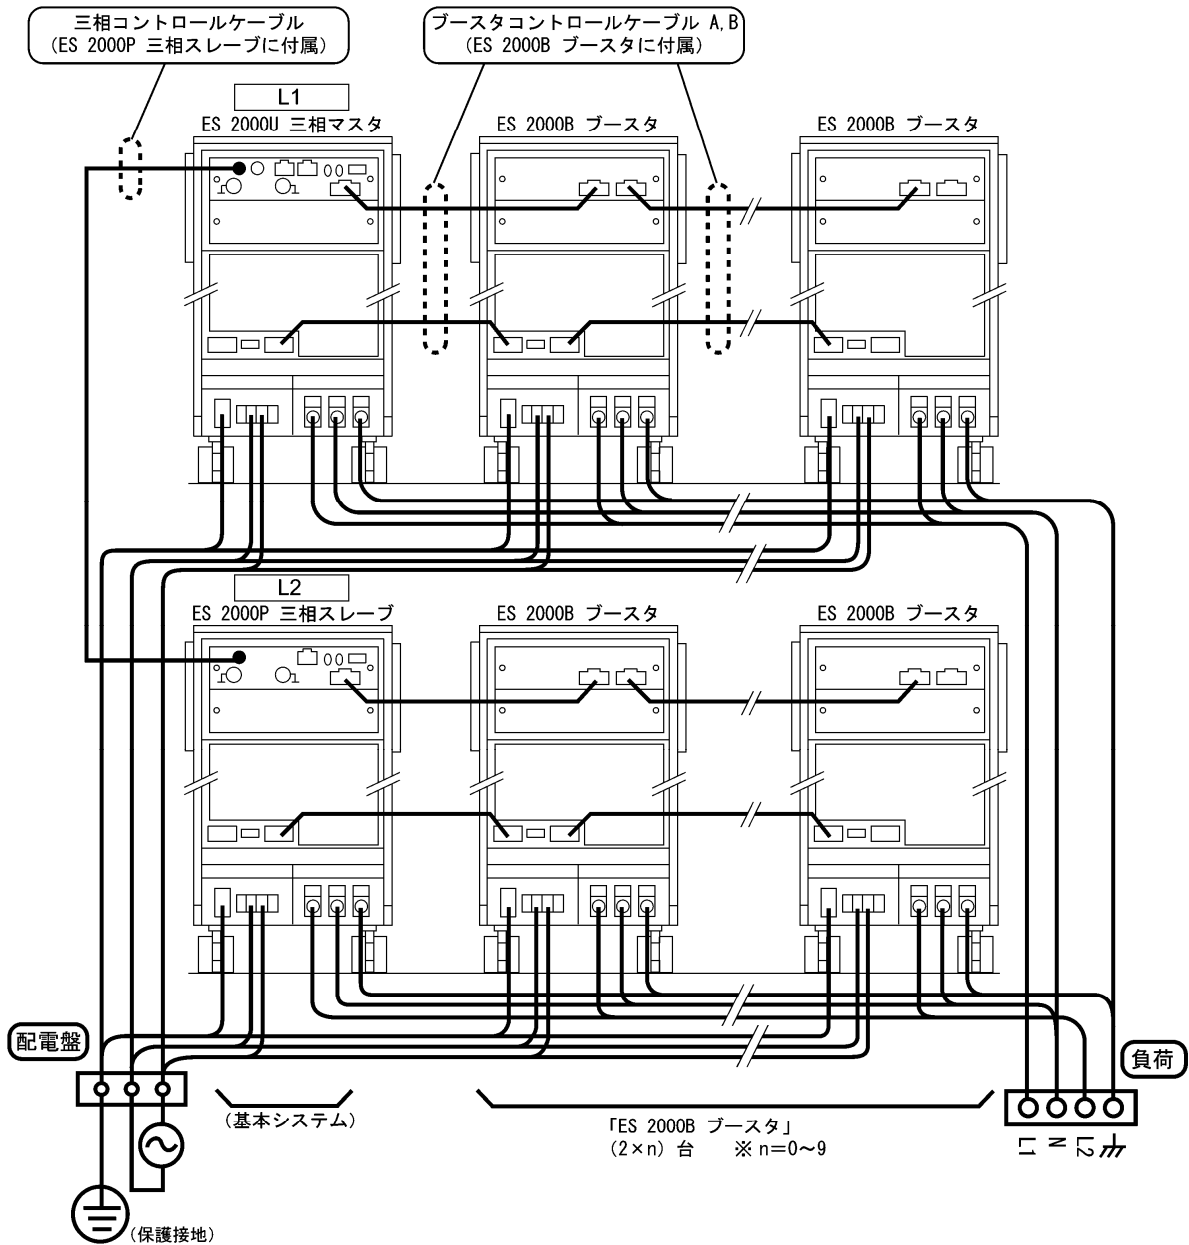 三相コントロールケーブル
(ES 2000P 三相スレーブに付属)
ブースタコントロールケーブル A,B
(ES 2000B ブースタに付属)
L1
ES 2000U 三相マスタ
ES 2000B ブースタ
ES 2000B ブースタ
L2
ES 2000P 三相スレーブ
ES 2000B ブースタ
ES 2000B ブースタ
配電盤
負荷
(基本システム)
「ES 2000B ブースタ」
(2×n) 台 ※n=0~9
L1
N
L2
(保護接地)